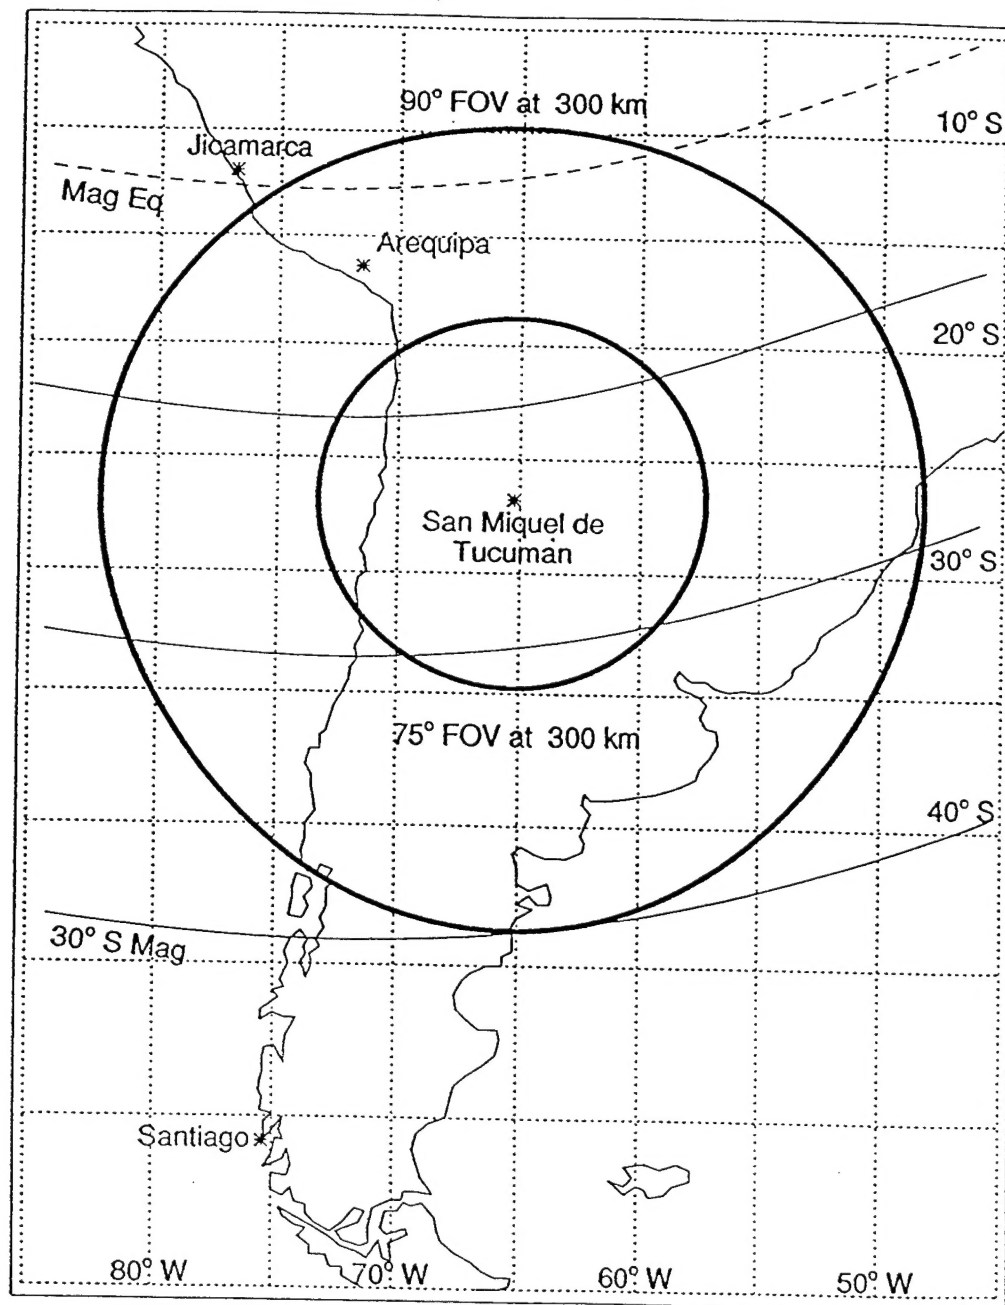 90° FOV at 300 km
10° S
Jicamarca
Mag Eq
Arequipa
20° S
San Miquel de
Tucumán
30° S
75° FOV at 300 km
40° S
30° S Mag
Santiago
80° W
70° W
60° W
50° W